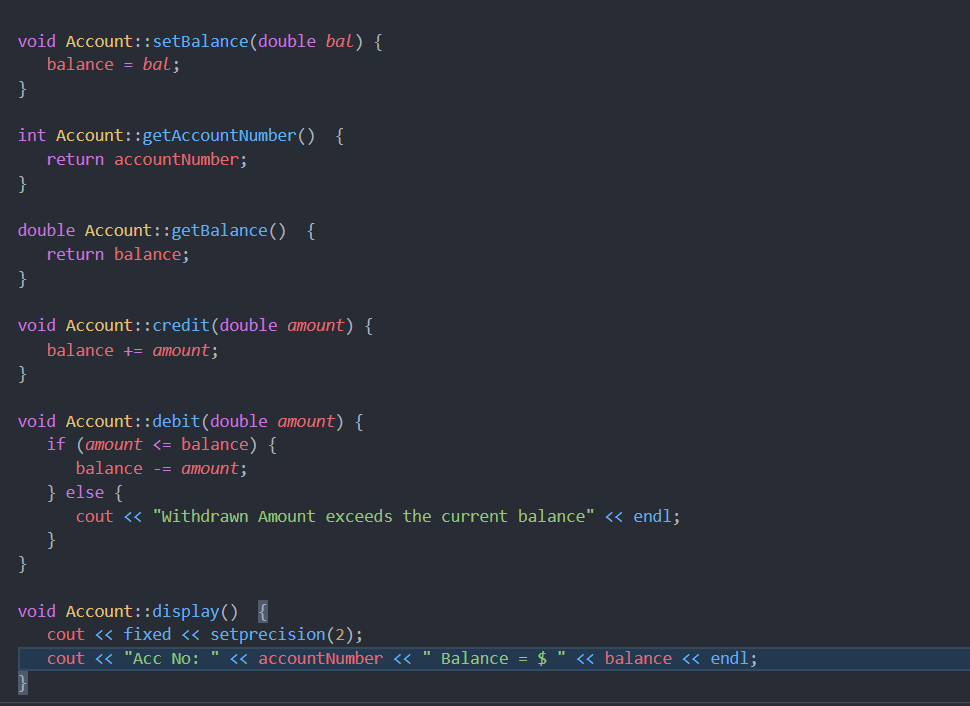 void Account::setBalance(double bal) {
   balance = bal;
}

int Account::getAccountNumber()  {
   return accountNumber;
}

double Account::getBalance()  {
   return balance;
}

void Account::credit(double amount) {
   balance += amount;
}

void Account::debit(double amount) {
   if (amount <= balance) {
      balance -= amount;
   } else {
      cout << "Withdrawn Amount exceeds the current balance" << endl;
   }
}

void Account::display()  {
   cout << fixed << setprecision(2);
   cout << "Acc No: " << accountNumber << " Balance = $ " << balance << endl;
}